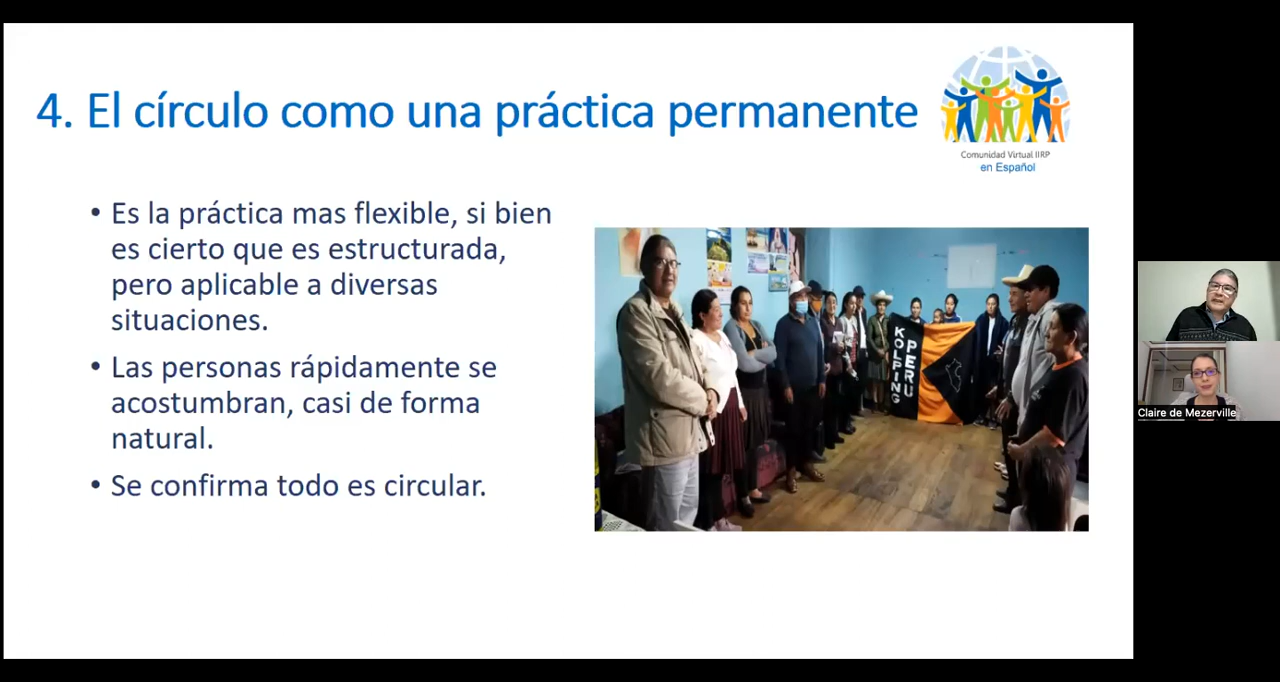 4. El círculo como una práctica permanente
Comunidad Virtual IIRP
en Español
• Es la práctica mas flexible, si bien
es cierto que es estructurada,
pero aplicable a diversas
situaciones.
• Las personas rápidamente se
acostumbran, casi de forma
natural.
• Se confirma todo es circular.
KOLPING
PERU
Claire de Mezerville